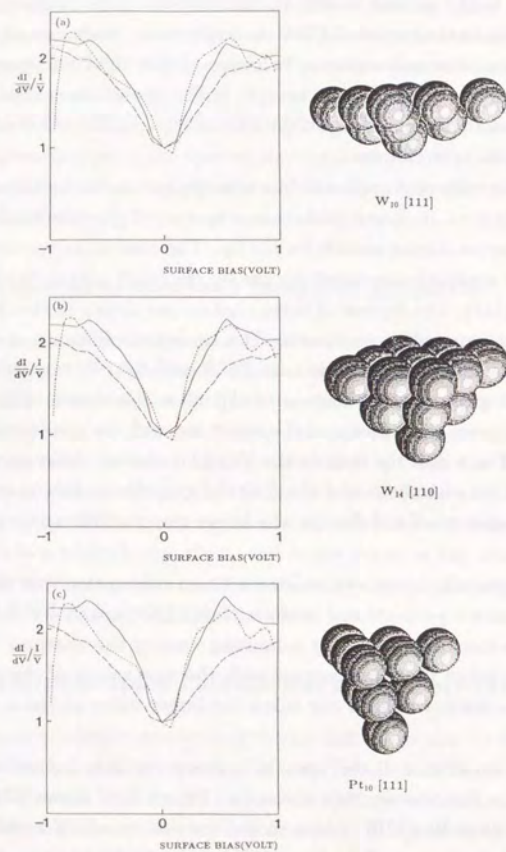 (a)
2
dI/dV / I/V
1
-1
0
1
SURFACE BIAS(VOLT)
W₁₀ [111]
(b)
2
dI/dV / I/V
1
-1
0
1
SURFACE BIAS(VOLT)
W₁₄ [110]
(c)
2
dI/dV / I/V
1
-1
0
1
SURFACE BIAS(VOLT)
Pt₁₀ [111]